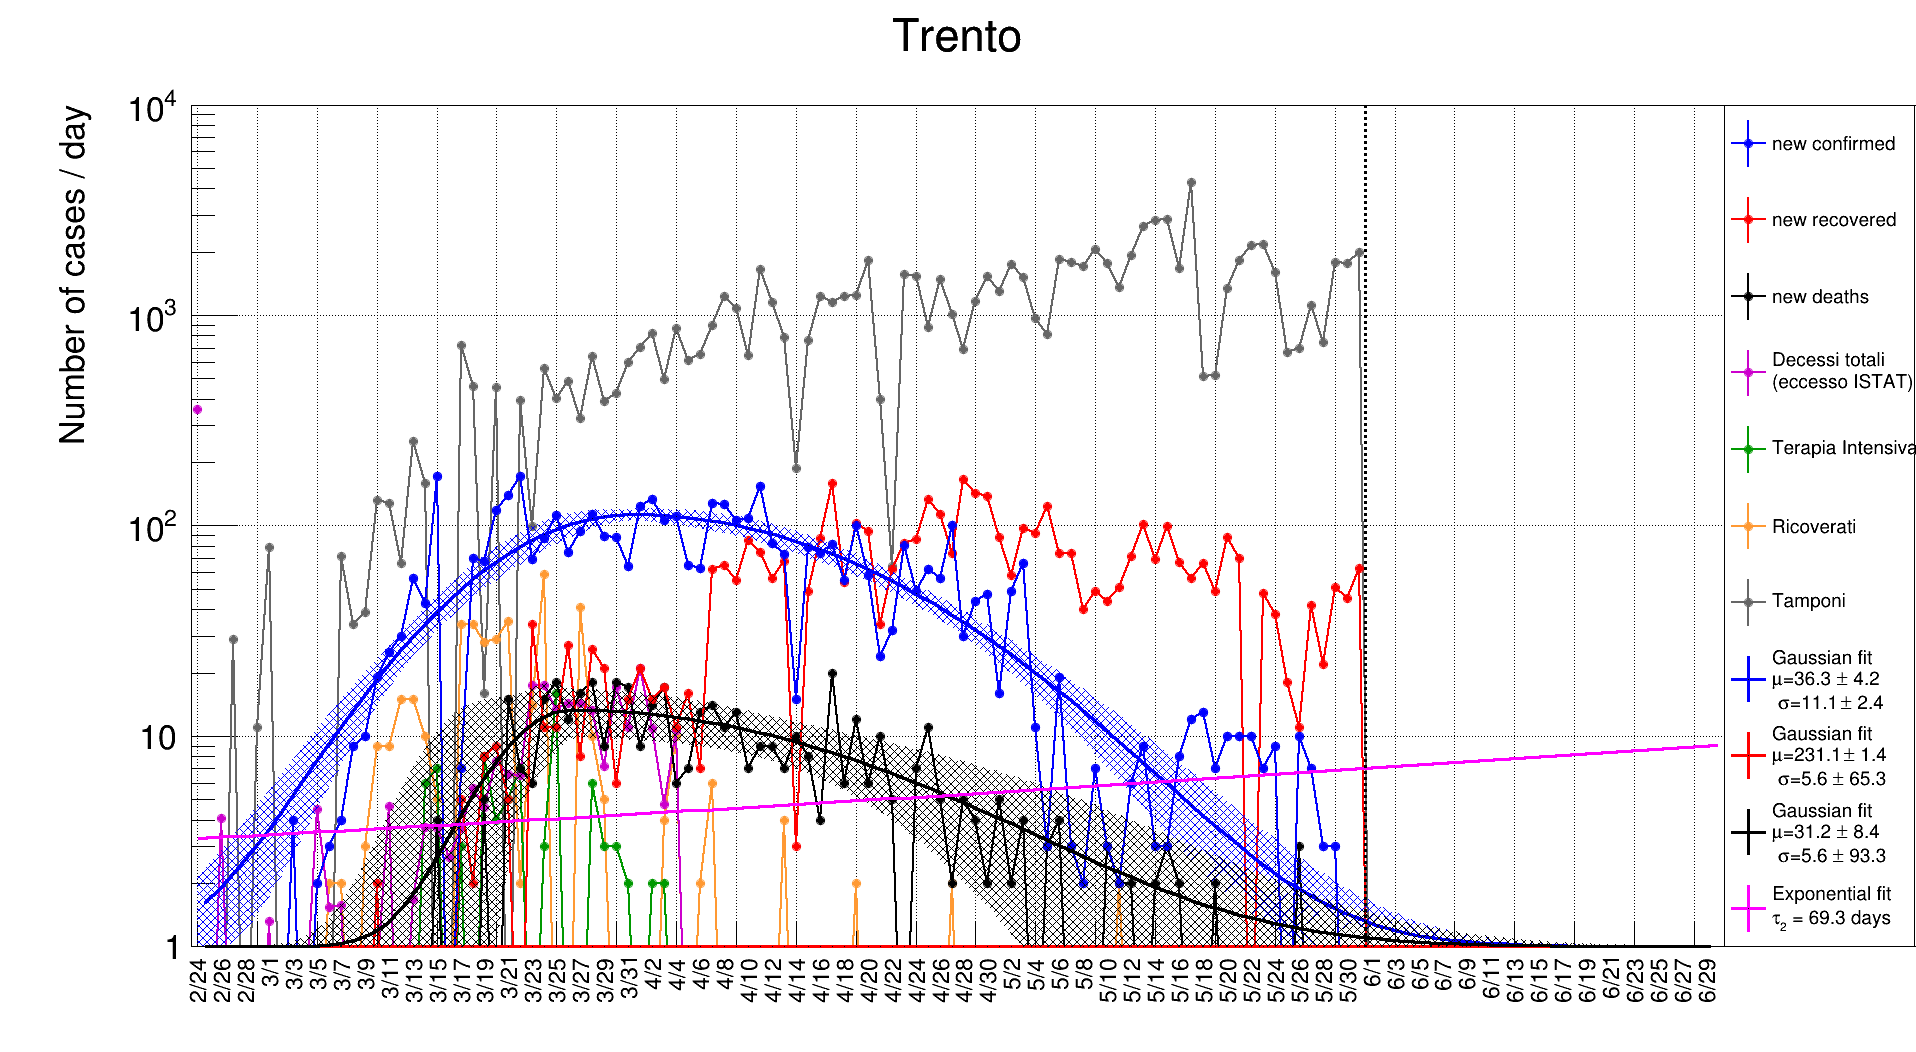 Trento
Number of cases / day
10^4
10^3
10^2
10
1
2/24 2/26 2/28 3/1 3/3 3/5 3/7 3/9 3/11 3/13 3/15 3/17 3/19 3/21 3/23 3/25 3/27 3/29 3/31 4/2 4/4 4/6 4/8 4/10 4/12 4/14 4/16 4/18 4/20 4/22 4/24 4/26 4/28 4/30 5/2 5/4 5/6 5/8 5/10 5/12 5/14 5/16 5/18 5/20 5/22 5/24 5/26 5/28 5/30 6/1 6/3 6/5 6/7 6/9 6/11 6/13 6/15 6/17 6/19 6/21 6/23 6/25 6/27 6/29
new confirmed
new recovered
new deaths
Decessi totali
(eccesso ISTAT)
Terapia Intensiva
Ricoverati
Tamponi
Gaussian fit
μ=36.3 ± 4.2
σ=11.1 ± 2.4
Gaussian fit
μ=231.1 ± 1.4
σ=5.6 ± 65.3
Gaussian fit
μ=31.2 ± 8.4
σ=5.6 ± 93.3
Exponential fit
τ_2 = 69.3 days